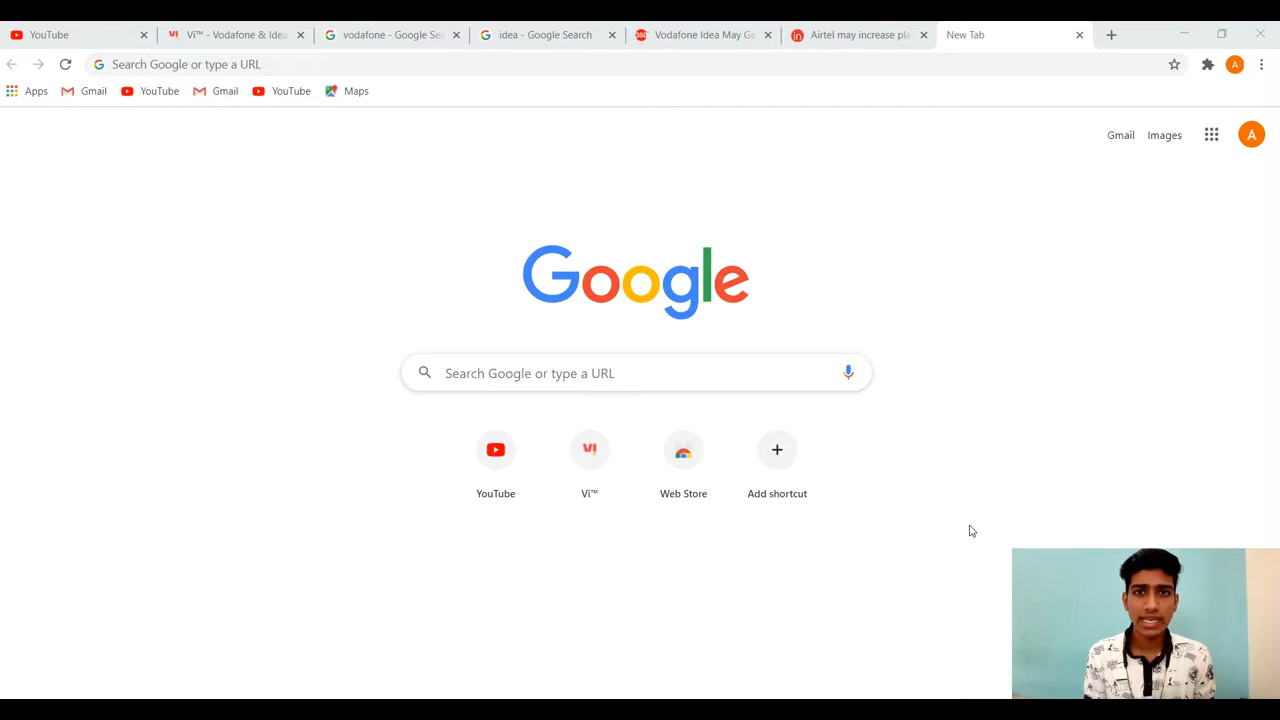 YouTube
Vi™ - Vodafone & Idea
vodafone - Google Sea
idea - Google Search
Vodafone Idea May Ge
Airtel may increase pla
New Tab
Search Google or type a URL
A
Apps
Gmail
YouTube
Gmail
YouTube
Maps
Gmail
Images
A
Google
Search Google or type a URL
YouTube
Vi™
Web Store
Add shortcut